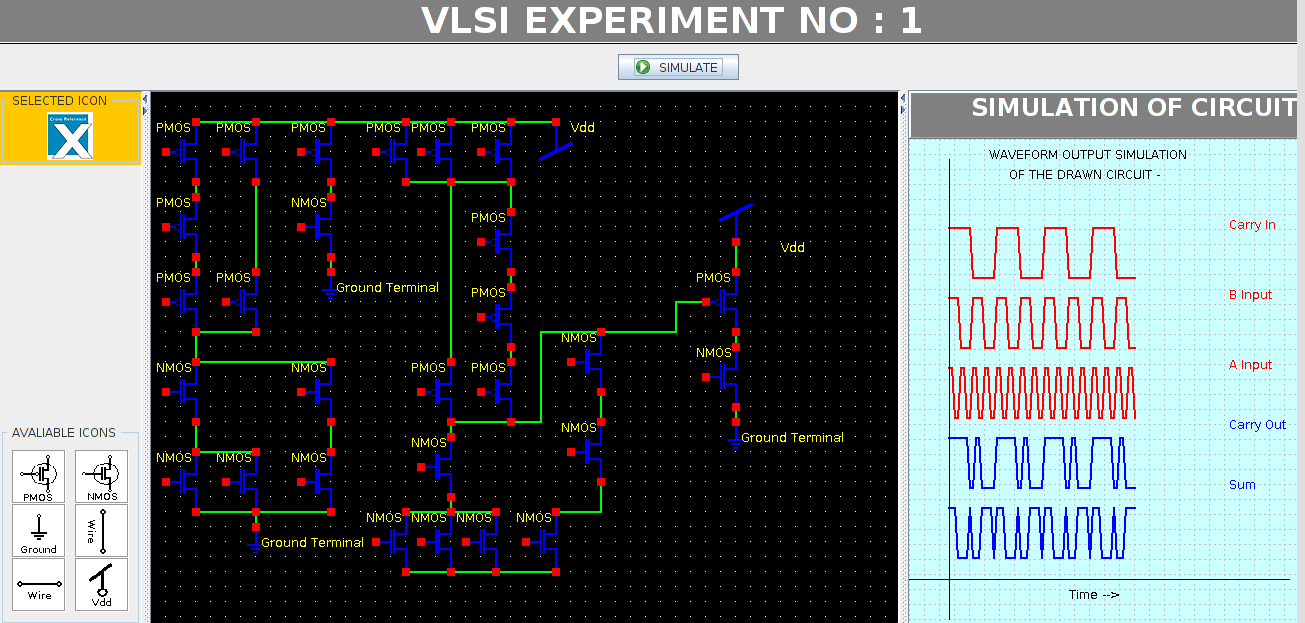 VLSI EXPERIMENT NO : 1
SIMULATE
SELECTED ICON
Cross Reference
X
AVALIABLE ICONS
PMOS NMOS
Ground Wire
Wire Vdd
PMOS PMOS PMOS PMOS PMOS PMOS Vdd
PMOS NMOS
PMOS
Vdd
PMOS PMOS PMOS
Ground Terminal
PMOS
NMOS
NMOS
NMOS NMOS PMOS PMOS
NMOS
NMOS Ground Terminal
NMOS
NMOS NMOS NMOS
NMOS NMOS NMOS NMOS
Ground Terminal
SIMULATION OF CIRCUIT
WAVEFORM OUTPUT SIMULATION
OF THE DRAWN CIRCUIT -
Carry In
B Input
A Input
Carry Out
Sum
Time -->